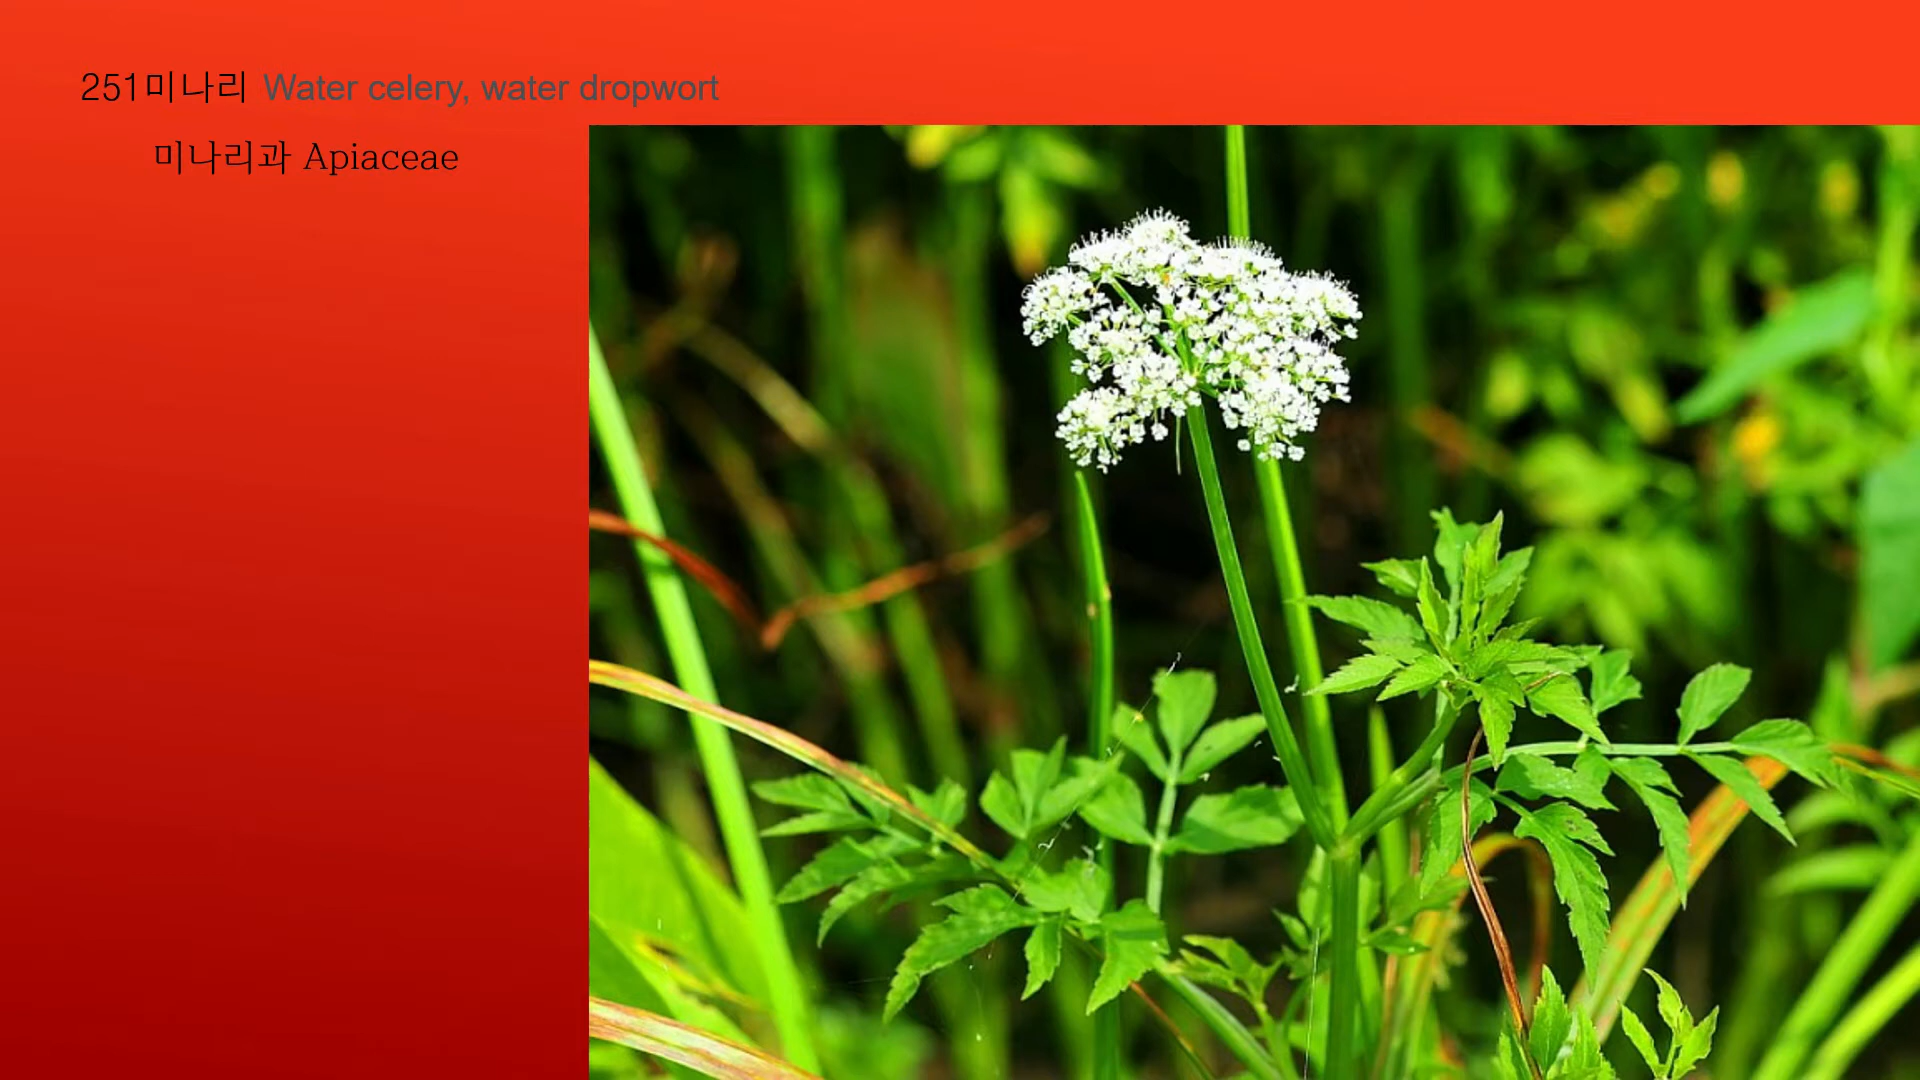 251미나리 Water celery, water dropwort
미나리과 Apiaceae